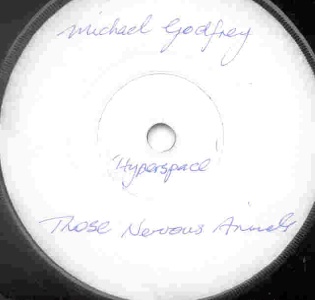 Michael Godfrey
'Hyperspace
Those Nervous Animals